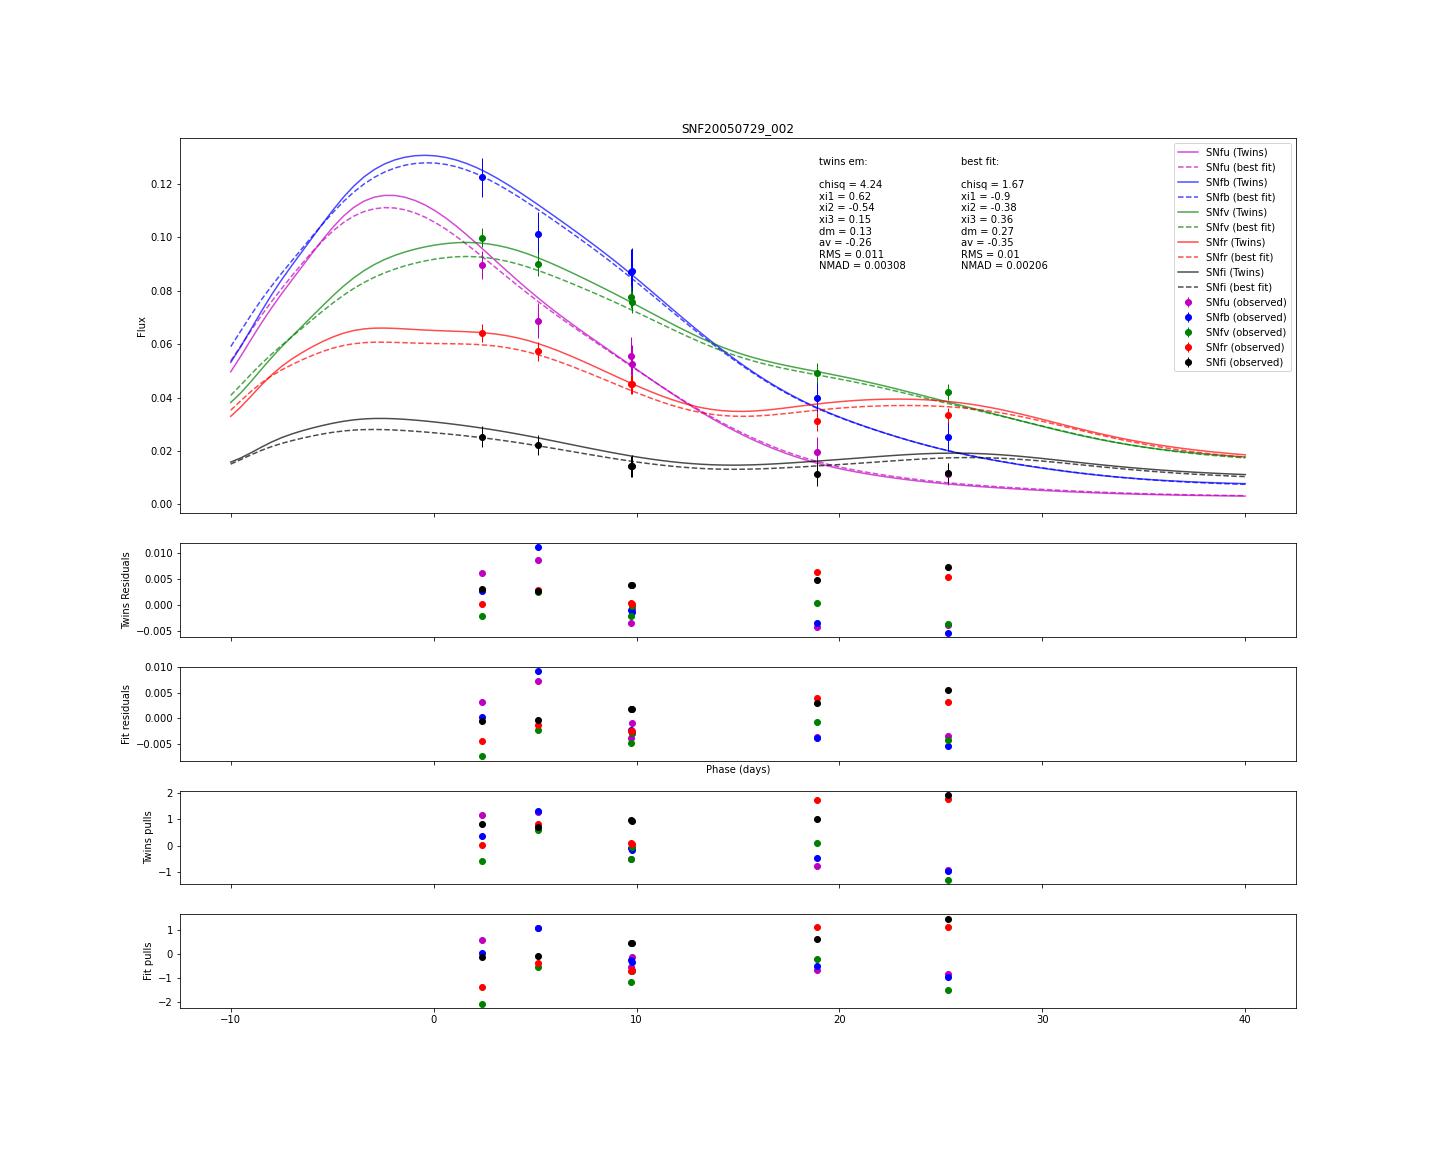 SNF20050729_002
Flux
0.12
0.10
0.08
0.06
0.04
0.02
0.00
twins em:
chisq = 4.24
xi1 = 0.62
xi2 = -0.54
xi3 = 0.15
dm = 0.13
av = -0.26
RMS = 0.011
NMAD = 0.00308
best fit:
chisq = 1.67
xi1 = -0.9
xi2 = -0.38
xi3 = 0.36
dm = 0.27
av = -0.35
RMS = 0.01
NMAD = 0.00206
SNfu (Twins)
SNfu (best fit)
SNfb (Twins)
SNfb (best fit)
SNfv (Twins)
SNfv (best fit)
SNfr (Twins)
SNfr (best fit)
SNfi (Twins)
SNfi (best fit)
SNfu (observed)
SNfb (observed)
SNfv (observed)
SNfr (observed)
SNfi (observed)
Twins Residuals
0.010
0.005
0.000
−0.005
Fit residuals
0.010
0.005
0.000
−0.005
Phase (days)
Twins pulls
2
1
0
−1
Fit pulls
1
0
−1
−2
−10
0
10
20
30
40